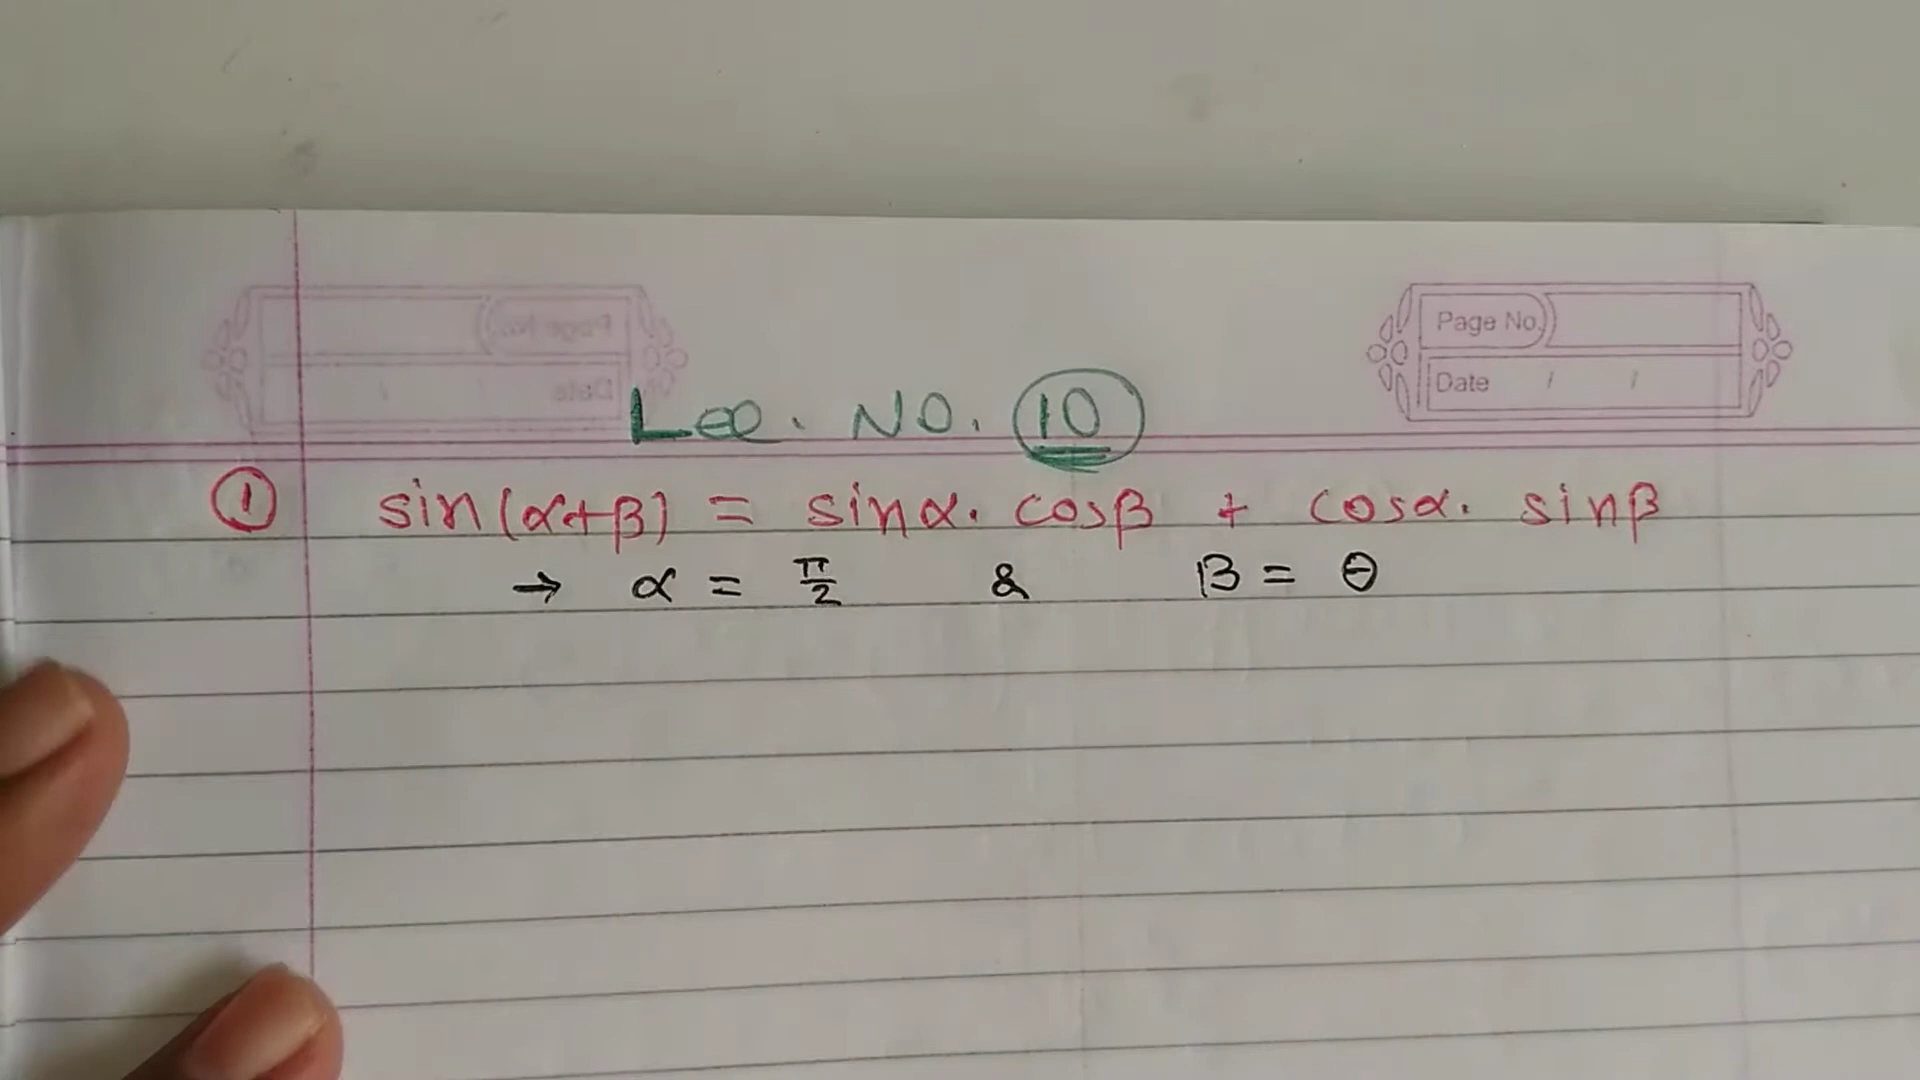 Page No.
Date / /
Lec. No. 10
① sin(α+β) = sinα. cosβ + cosα. sinβ
→ α = π/2 & β = θ